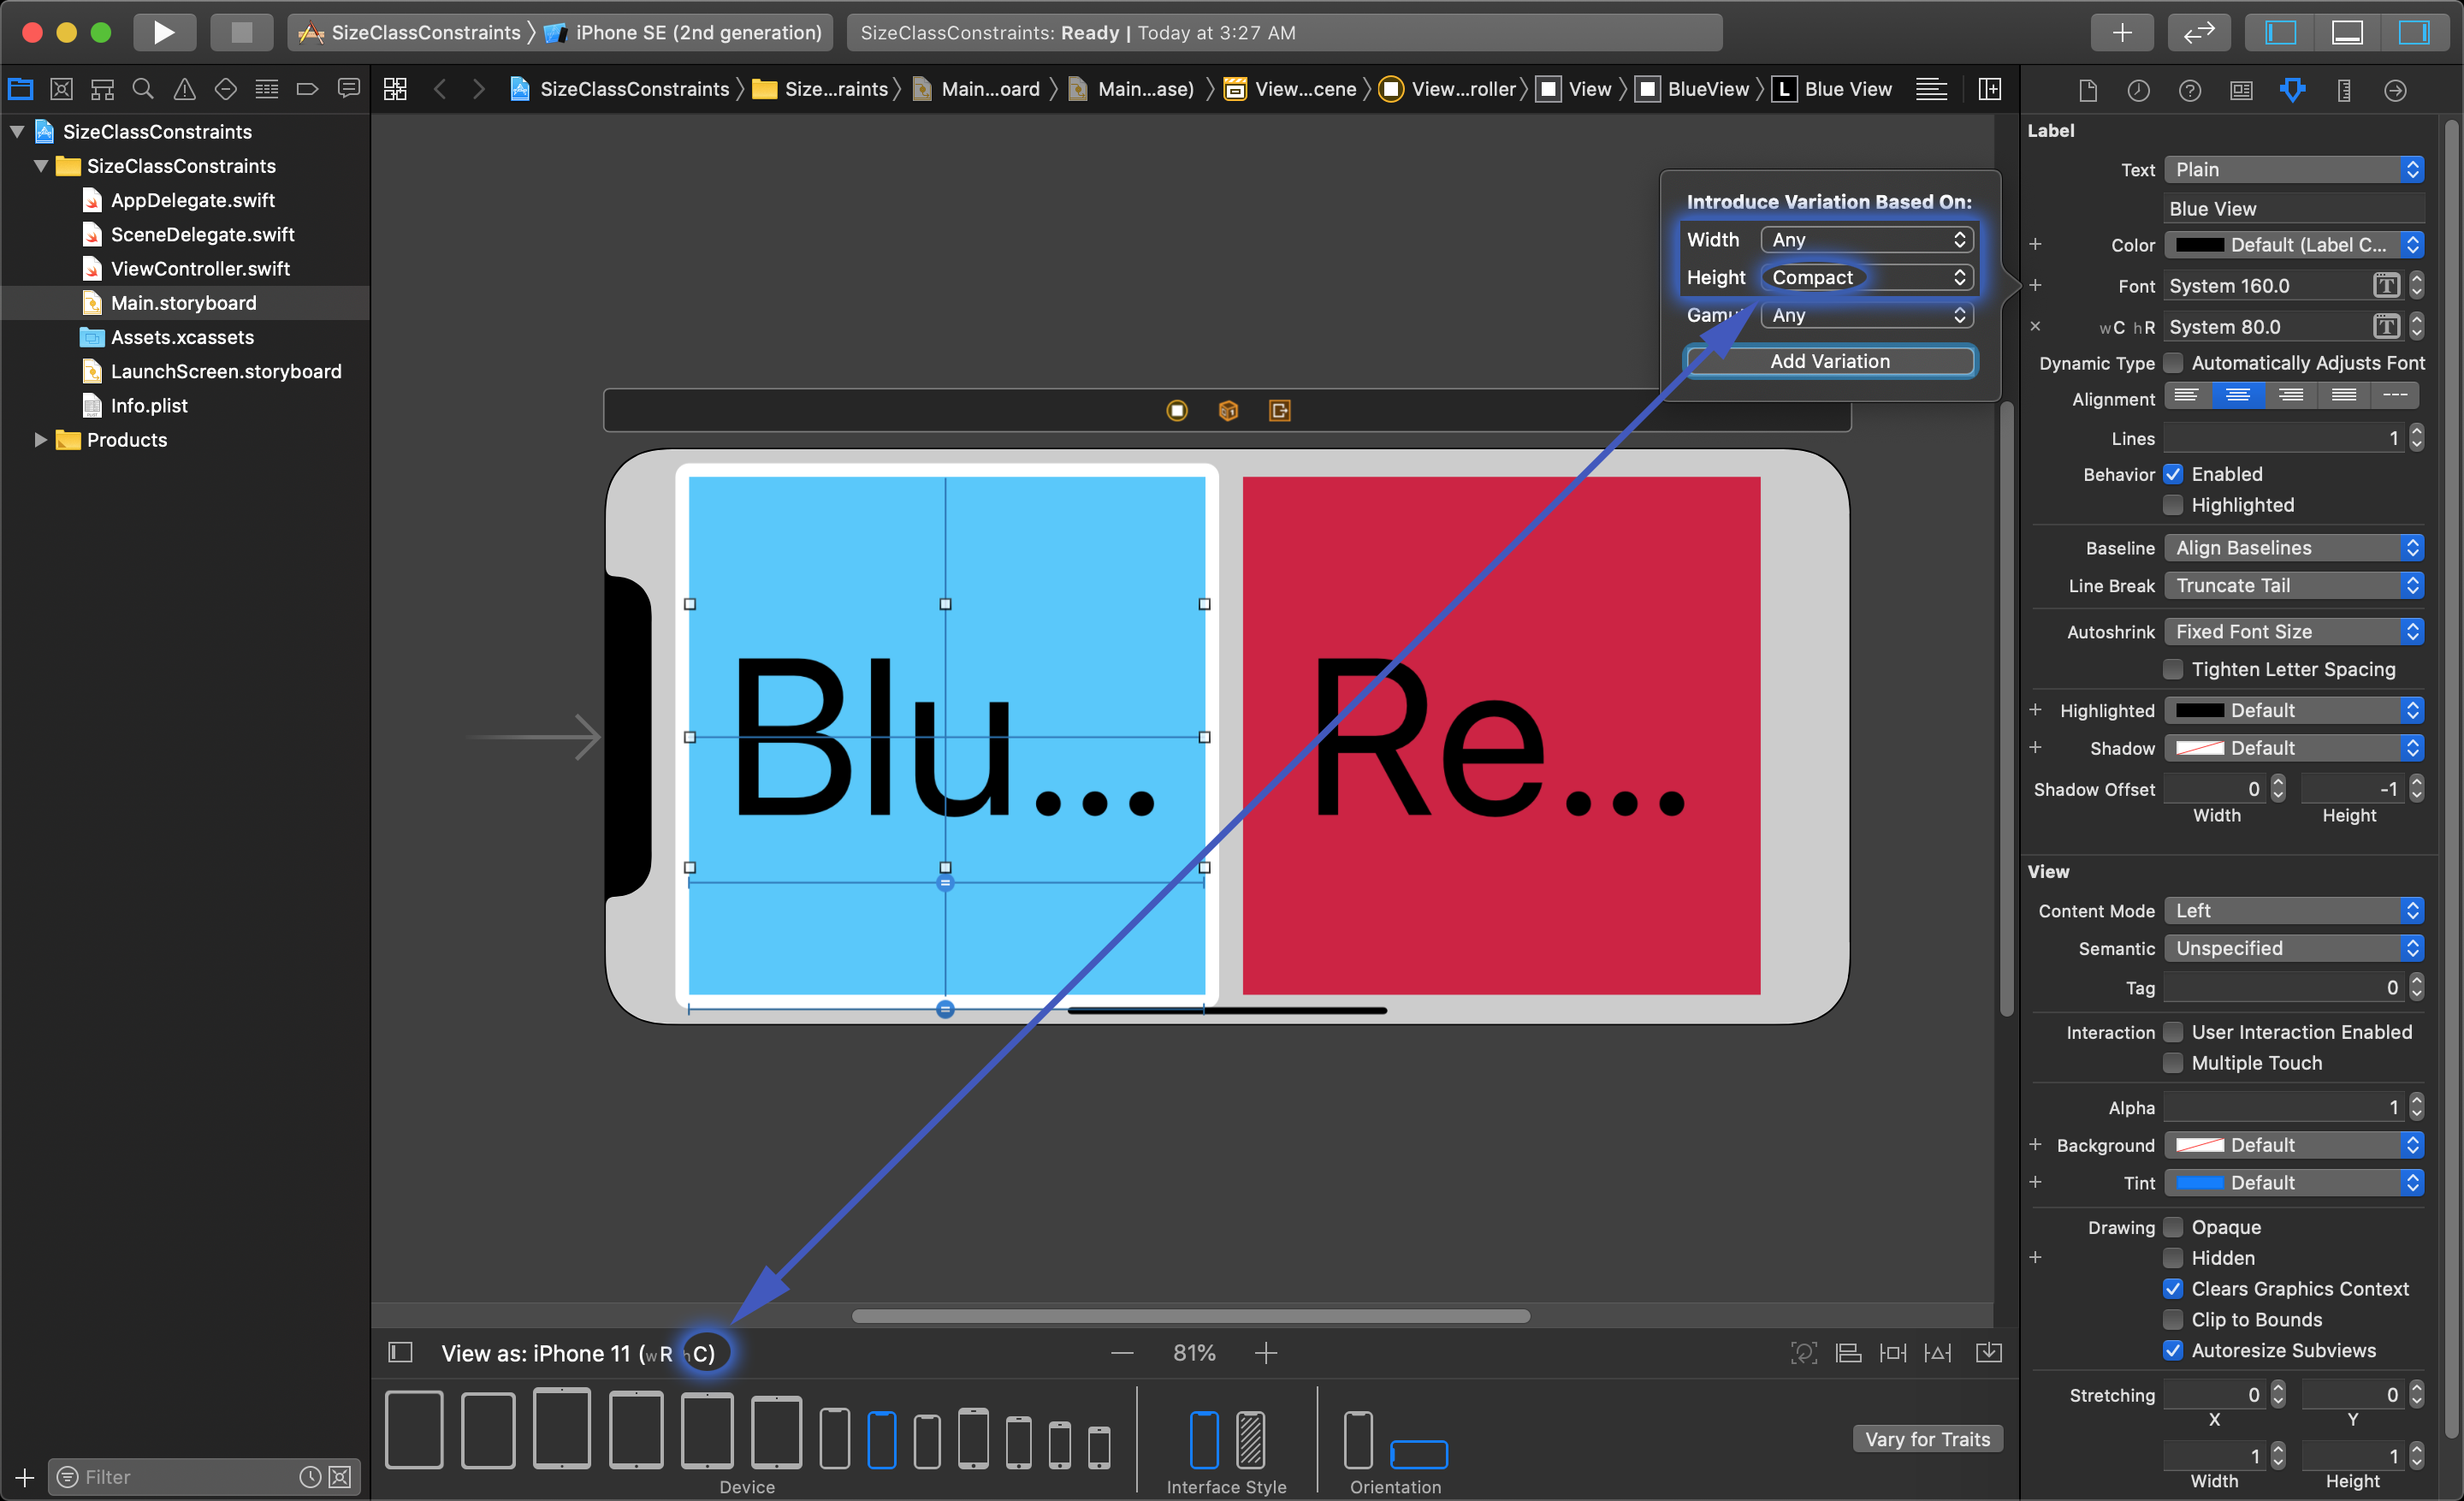 SizeClassConstraints 〉 iPhone SE (2nd generation)
SizeClassConstraints: Ready | Today at 3:27 AM
SizeClassConstraints 〉 Size...raints 〉 Main...oard 〉 Main...ase) 〉 View...cene 〉 View...roller 〉 View 〉 BlueView 〉 L Blue View
SizeClassConstraints
SizeClassConstraints
AppDelegate.swift
SceneDelegate.swift
ViewController.swift
Main.storyboard
Assets.xcassets
LaunchScreen.storyboard
Info.plist
Products
Filter
Introduce Variation Based On:
Width Any
Height Compact
Any
Add Variation
Blu...
Re...
View as: iPhone 11 (wR hC)
81%
Device
Interface Style
Orientation
Vary for Traits
Label
Text Plain
Blue View
Color Default (Label C...
Font System 160.0
wC hR System 80.0
Dynamic Type Automatically Adjusts Font
Alignment
Lines 1
Behavior Enabled
Highlighted
Baseline Align Baselines
Line Break Truncate Tail
Autoshrink Fixed Font Size
Tighten Letter Spacing
Highlighted Default
Shadow Default
Shadow Offset 0 -1
Width Height
View
Content Mode Left
Semantic Unspecified
Tag 0
Interaction User Interaction Enabled
Multiple Touch
Alpha 1
Background Default
Tint Default
Drawing Opaque
Hidden
Clears Graphics Context
Clip to Bounds
Autoresize Subviews
Stretching 0 0
X Y
1 1
Width Height